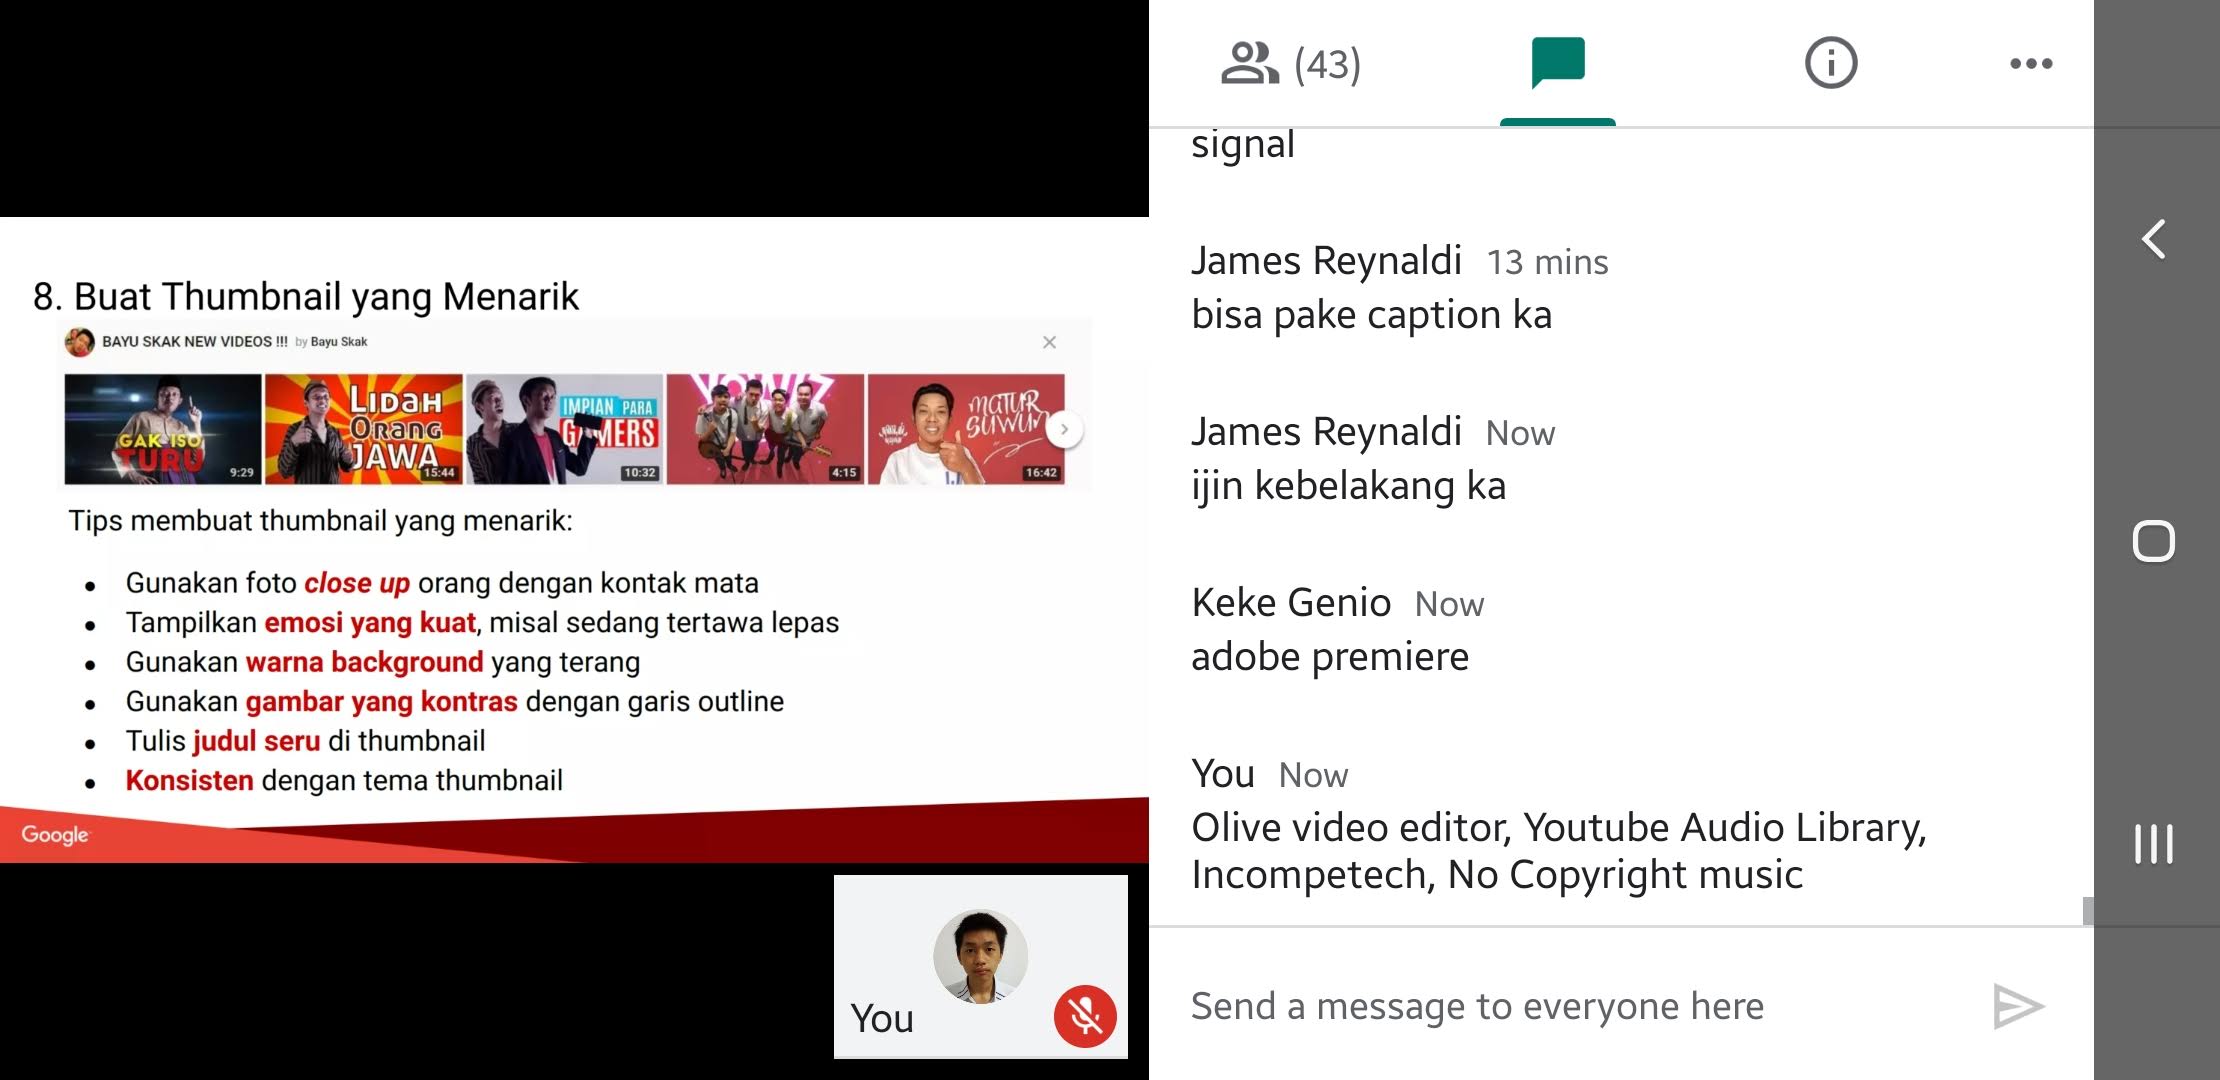 8. Buat Thumbnail yang Menarik
BAYU SKAK NEW VIDEOS !!! by Bayu Skak
GAK ISO
TURU
9:29
LIDAH
ORANG
JAWA
15:44
IMPIAN PARA
GAMERS
10:32
YOWIS
4:15
MATUR
SUWUN
16:42
Tips membuat thumbnail yang menarik:
• Gunakan foto close up orang dengan kontak mata
• Tampilkan emosi yang kuat, misal sedang tertawa lepas
• Gunakan warna background yang terang
• Gunakan gambar yang kontras dengan garis outline
• Tulis judul seru di thumbnail
• Konsisten dengan tema thumbnail
Google
You
(43)
signal
James Reynaldi 13 mins
bisa pake caption ka
James Reynaldi Now
ijin kebelakang ka
Keke Genio Now
adobe premiere
You Now
Olive video editor, Youtube Audio Library,
Incompetech, No Copyright music
Send a message to everyone here